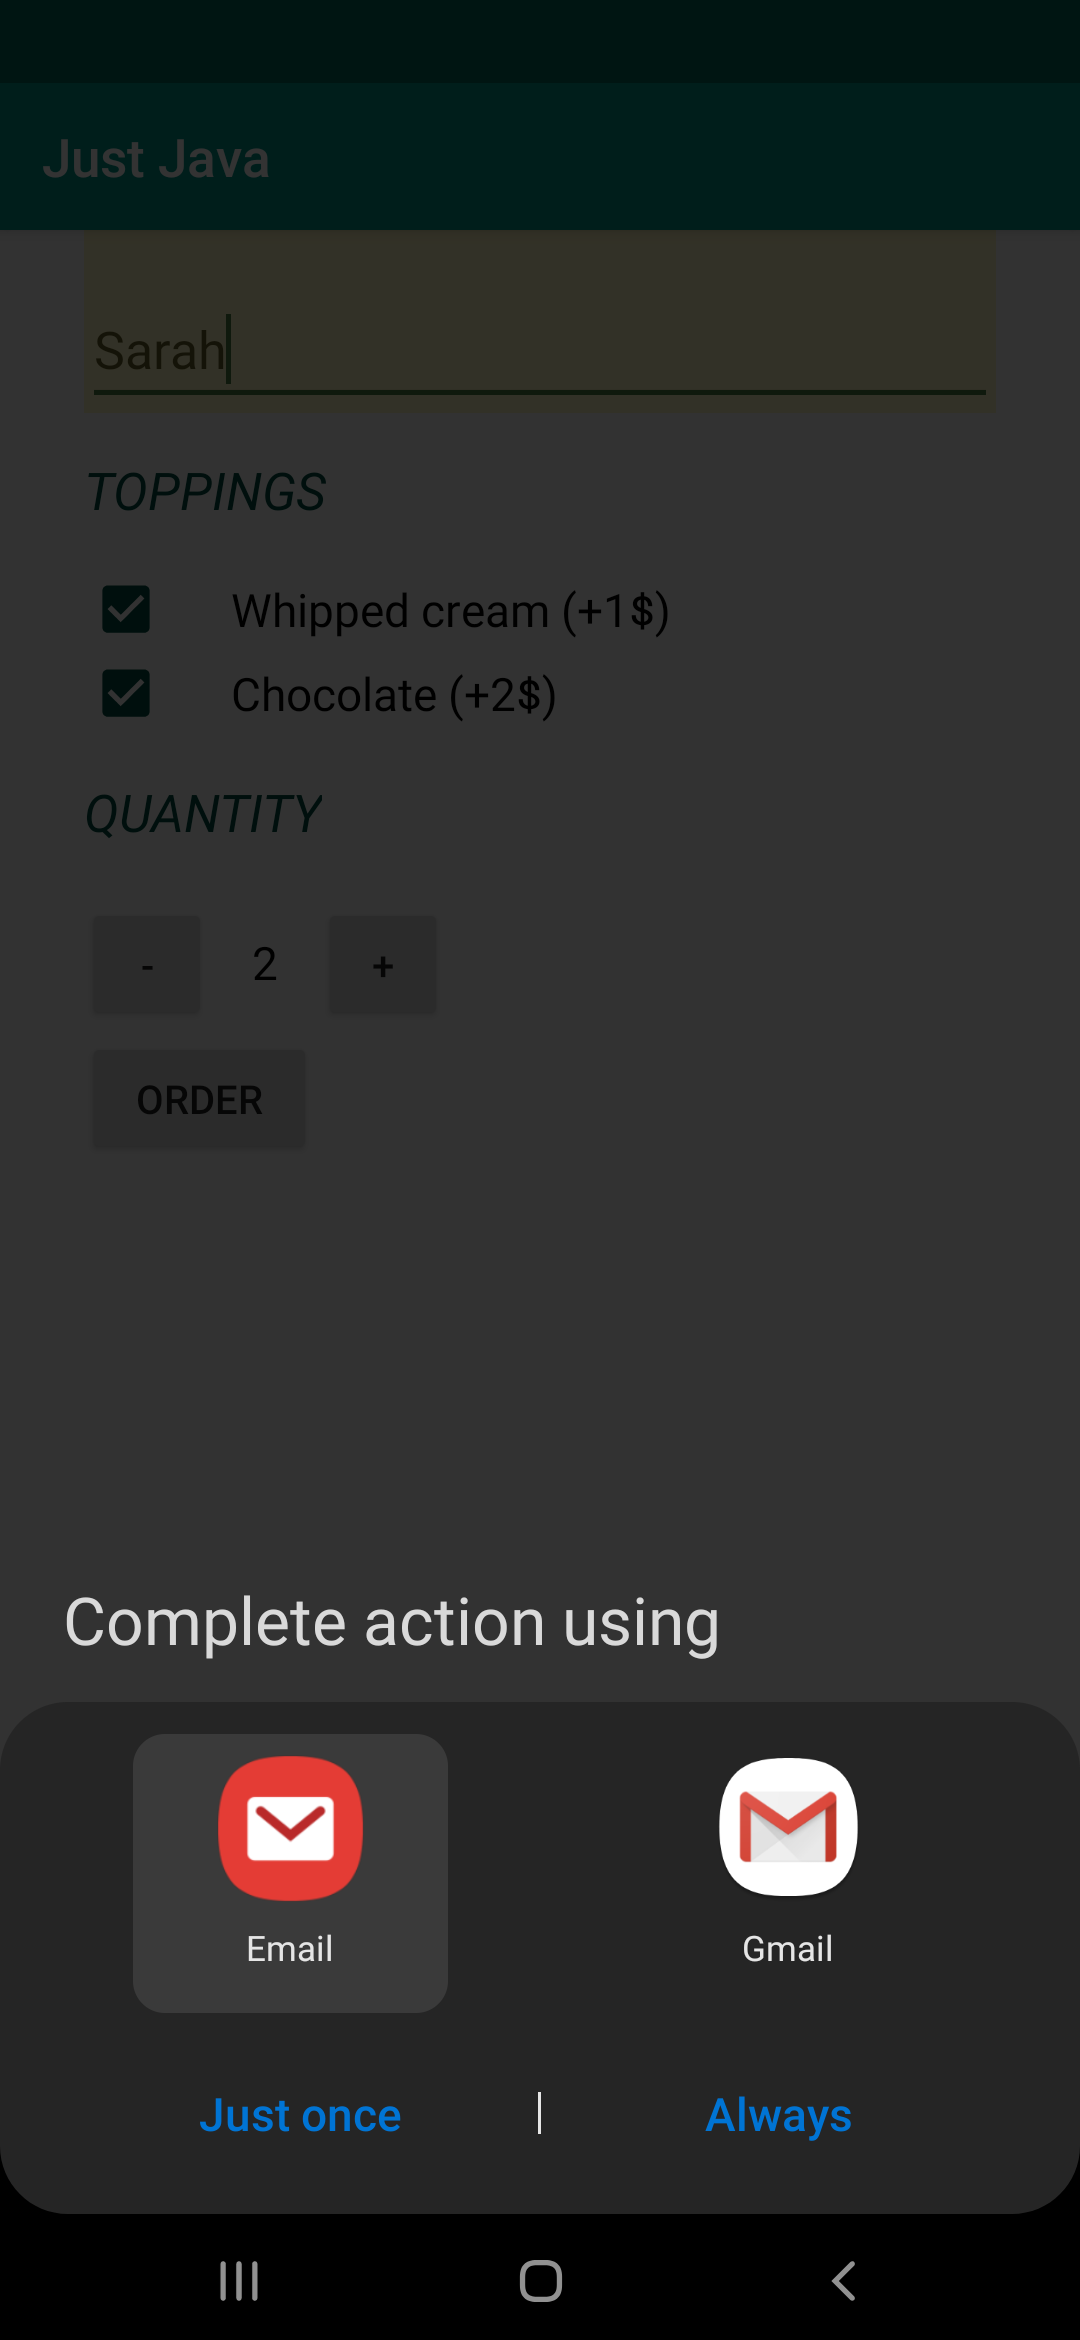 Just Java
Sarah
TOPPINGS
Whipped cream (+1$)
Chocolate (+2$)
QUANTITY
- 2 +
ORDER
Complete action using
Email Gmail
Just once | Always